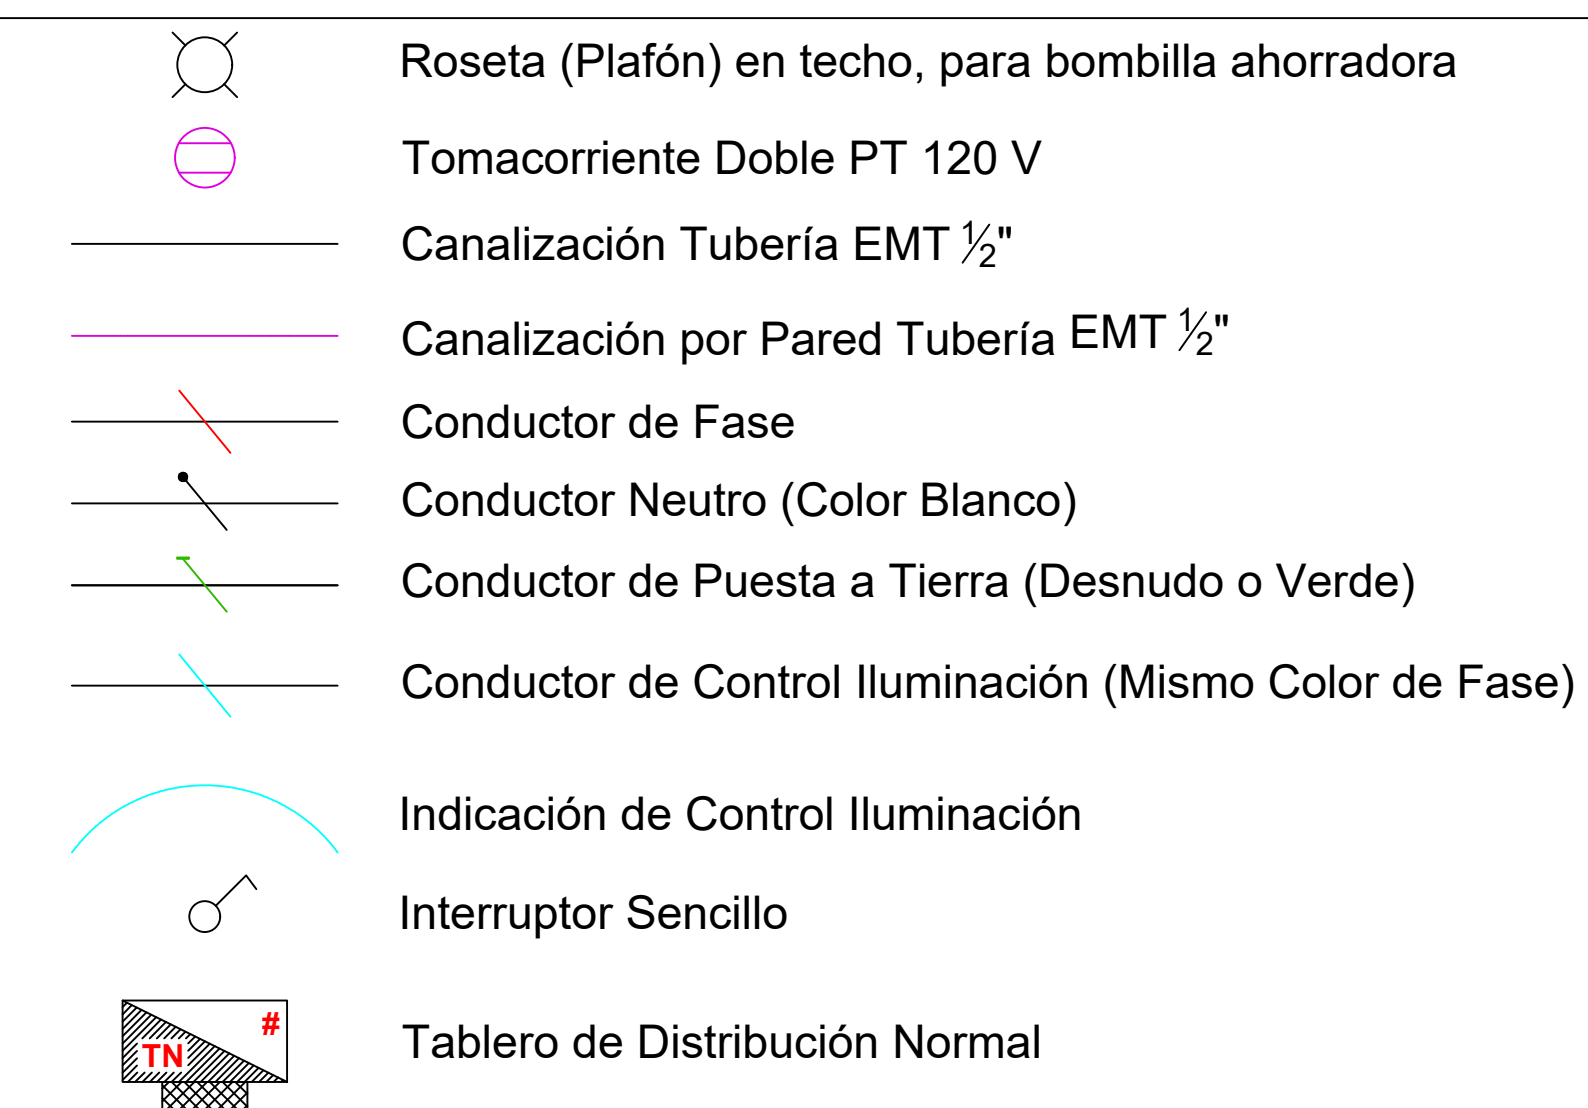 Roseta (Plafón) en techo, para bombilla ahorradora
Tomacorriente Doble PT 120 V
Canalización Tubería EMT ½"
Canalización por Pared Tubería EMT ½"
Conductor de Fase
Conductor Neutro (Color Blanco)
Conductor de Puesta a Tierra (Desnudo o Verde)
Conductor de Control Iluminación (Mismo Color de Fase)
Indicación de Control Iluminación
Interruptor Sencillo
#
TN
Tablero de Distribución Normal